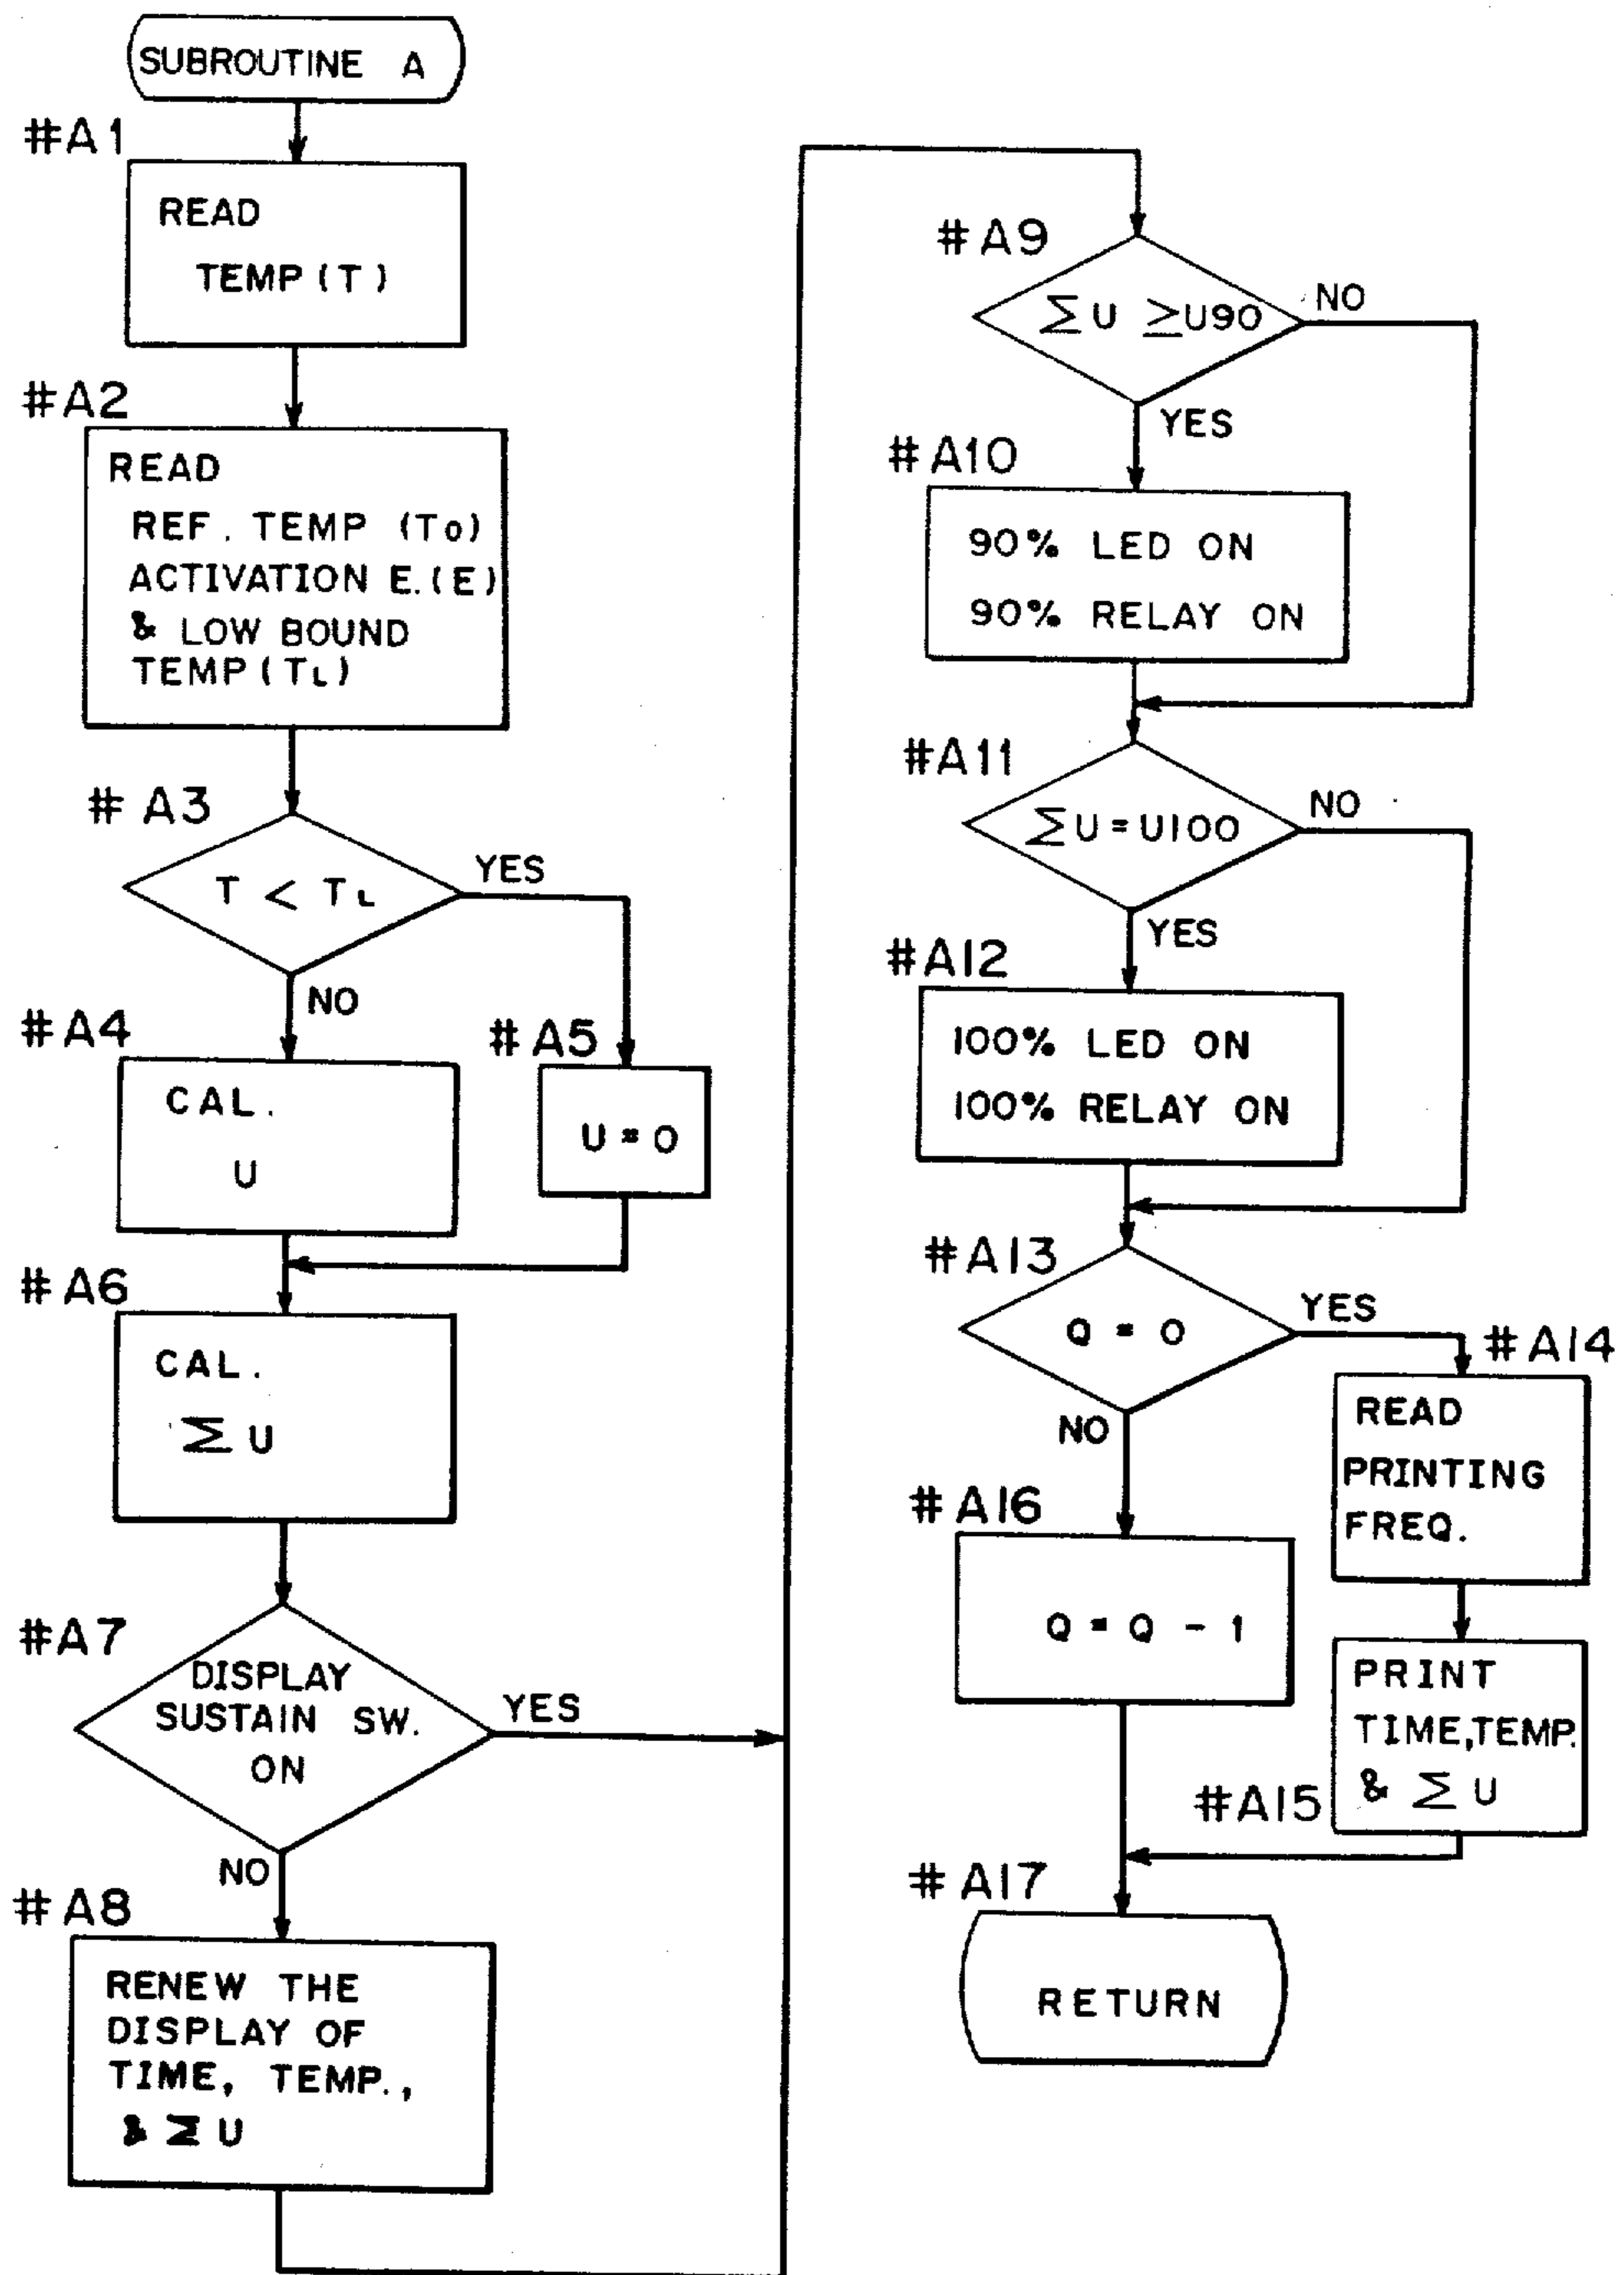 SUBROUTINE A
#A1
READ
TEMP (T)
#A2
READ
REF. TEMP (To)
ACTIVATION E. (E)
& LOW BOUND
TEMP (TL)
# A3
T < TL
YES
NO
#A4
CAL.
U
# A5
U = 0
#A6
CAL.
Σ U
#A7
DISPLAY
SUSTAIN SW.
ON
YES
NO
#A8
RENEW THE
DISPLAY OF
TIME, TEMP.,
& Σ U
#A9
Σ U ≥ U90
NO
YES
#A10
90% LED ON
90% RELAY ON
#A11
Σ U = U100
NO
YES
#A12
100% LED ON
100% RELAY ON
#A13
Q = 0
YES
NO
#A14
READ
PRINTING
FREQ.
#A16
Q = Q - 1
PRINT
TIME, TEMP.
& Σ U
#A15
#A17
RETURN